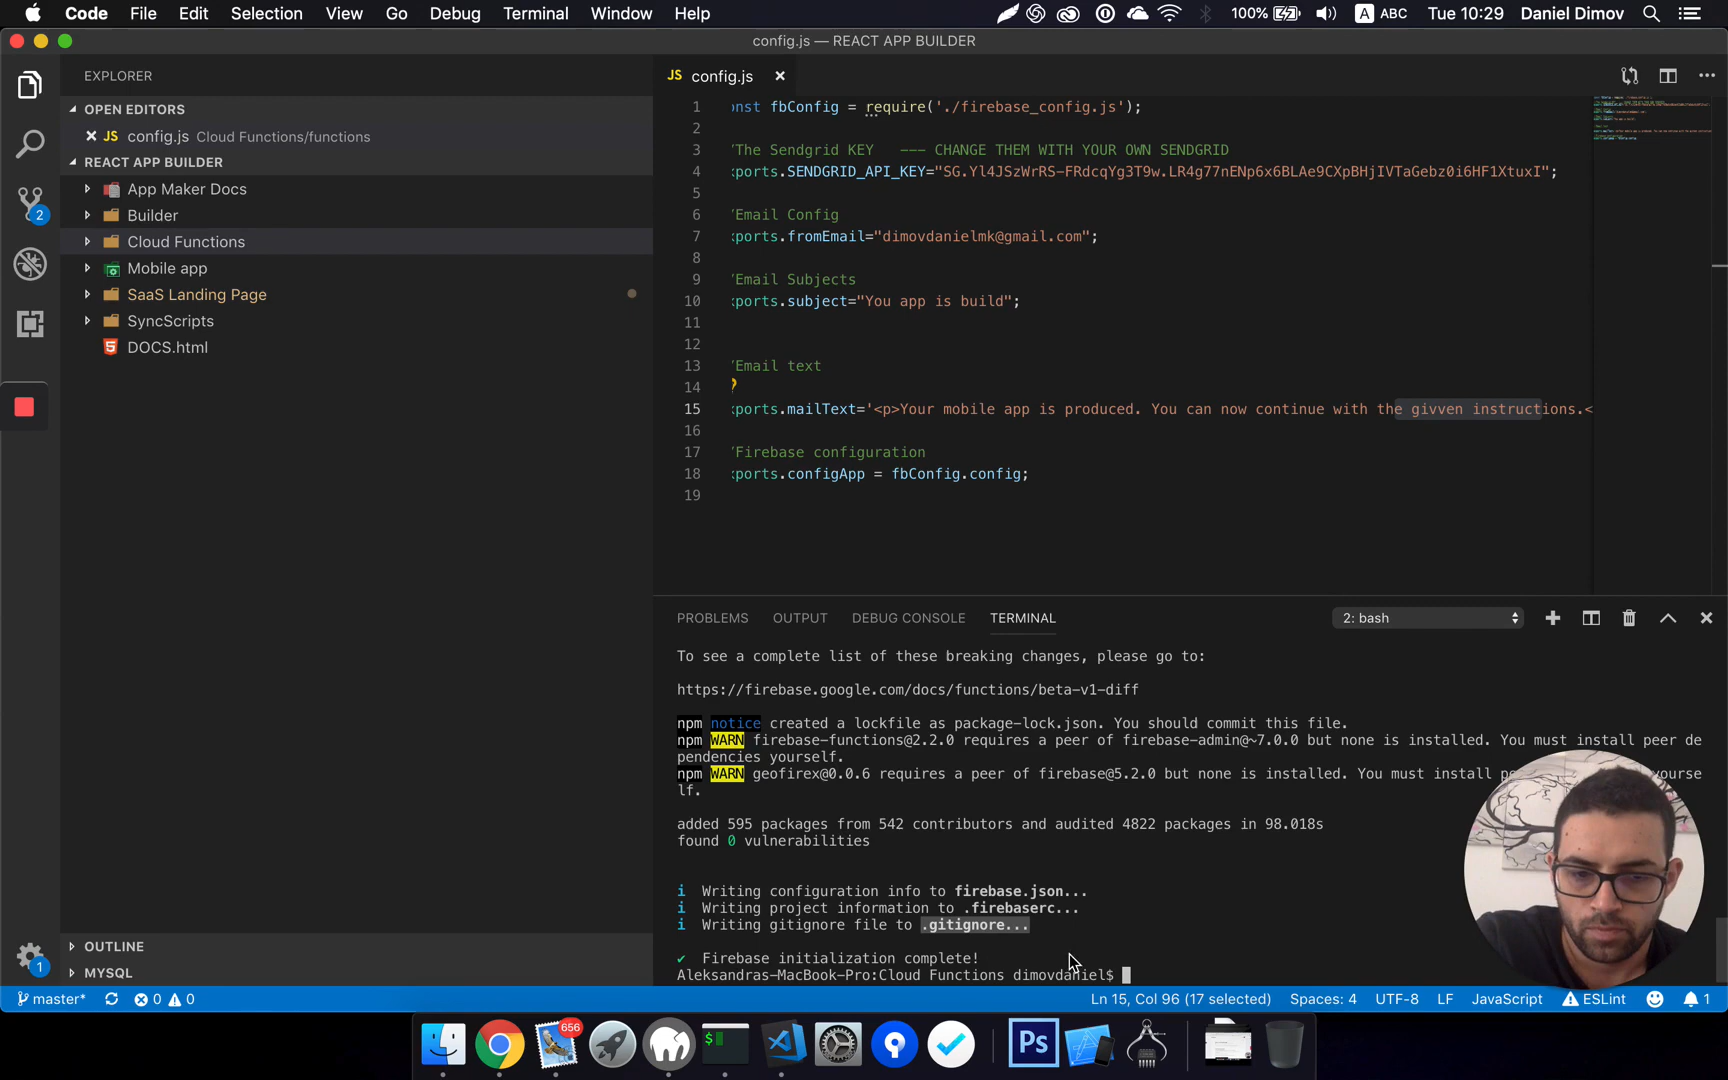 Code File Edit Selection View Go Debug Terminal Window Help 100% A ABC Tue 10:29 Daniel Dimov
config.js — REACT APP BUILDER
EXPLORER
OPEN EDITORS
JS config.js Cloud Functions/functions
REACT APP BUILDER
App Maker Docs
Builder
Cloud Functions
Mobile app
SaaS Landing Page
SyncScripts
DOCS.html
OUTLINE
MYSQL
2
1
JS config.js
1 onst fbConfig = require('./firebase_config.js');
2
3 /The Sendgrid KEY --- CHANGE THEM WITH YOUR OWN SENDGRID
4 xports.SENDGRID_API_KEY="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";
5
6 /Email Config
7 xports.fromEmail="dimovdanielmk@gmail.com";
8
9 /Email Subjects
10 xports.subject="You app is build";
11
12
13 /Email text
14
15 xports.mailText='<p>Your mobile app is produced. You can now continue with the givven instructions.<
16
17 /Firebase configuration
18 xports.configApp = fbConfig.config;
19
PROBLEMS OUTPUT DEBUG CONSOLE TERMINAL 2: bash
To see a complete list of these breaking changes, please go to:
https://firebase.google.com/docs/functions/beta-v1-diff
npm notice created a lockfile as package-lock.json. You should commit this file.
npm WARN firebase-functions@2.2.0 requires a peer of firebase-admin@~7.0.0 but none is installed. You must install peer de
pendencies yourself.
npm WARN geofirex@0.0.6 requires a peer of firebase@5.2.0 but none is installed. You must install yourse
lf.
added 595 packages from 542 contributors and audited 4822 packages in 98.018s
found 0 vulnerabilities
i Writing configuration info to firebase.json...
i Writing project information to .firebaserc...
i Writing gitignore file to .gitignore...
✔ Firebase initialization complete!
Aleksandras-MacBook-Pro:Cloud Functions dimovdaniel$
master* 0 0 Ln 15, Col 96 (17 selected) Spaces: 4 UTF-8 LF JavaScript ESLint 1
656
$
Ps